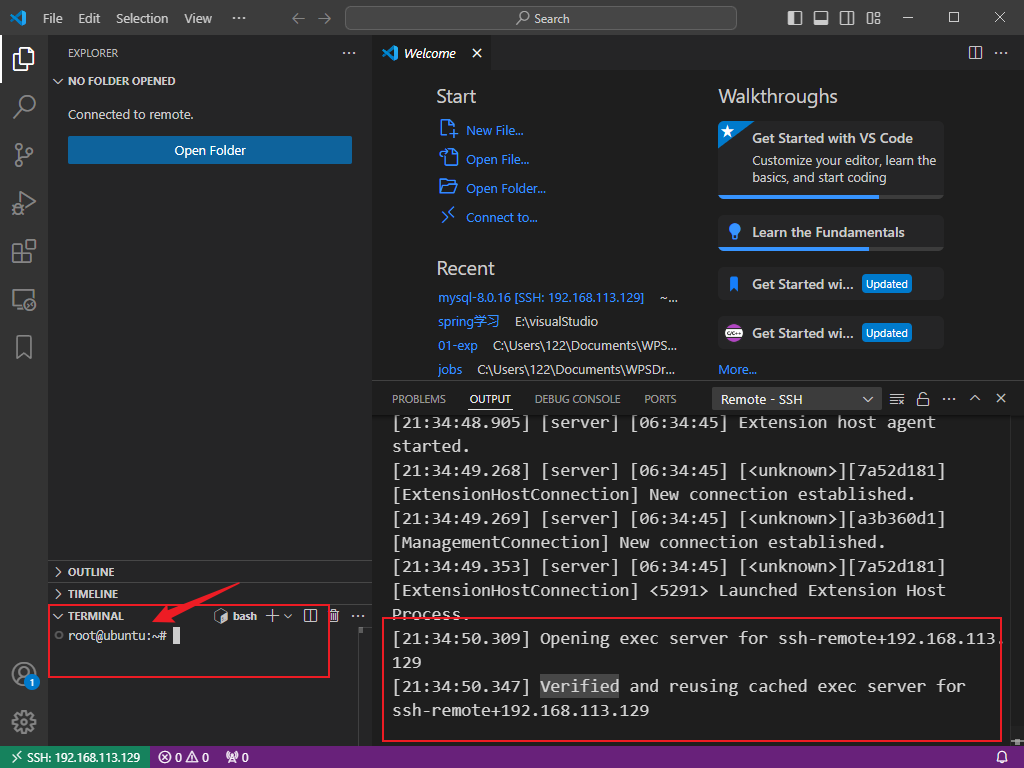 File Edit Selection View ··· Search
EXPLORER ···
NO FOLDER OPENED
Connected to remote.
Open Folder
OUTLINE
TIMELINE
TERMINAL bash
root@ubuntu:~#
1
Welcome
Start
New File...
Open File...
Open Folder...
Connect to...
Recent
mysql-8.0.16 [SSH: 192.168.113.129] ~...
spring学习 E:\visualStudio
01-exp C:\Users\122\Documents\WPS...
jobs C:\Users\122\Documents\WPSDr...
Walkthroughs
Get Started with VS Code
Customize your editor, learn the
basics, and start coding
Learn the Fundamentals
Get Started wi... Updated
C/C++ Get Started wi... Updated
More...
PROBLEMS OUTPUT DEBUG CONSOLE PORTS Remote - SSH
[21:34:48.905] [server] [06:34:45] Extension host agent
started.
[21:34:49.268] [server] [06:34:45] [<unknown>][7a52d181]
[ExtensionHostConnection] New connection established.
[21:34:49.269] [server] [06:34:45] [<unknown>][a3b360d1]
[ManagementConnection] New connection established.
[21:34:49.353] [server] [06:34:45] [<unknown>][7a52d181]
[ExtensionHostConnection] <5291> Launched Extension Host
Process.
[21:34:50.309] Opening exec server for ssh-remote+192.168.113.
129
[21:34:50.347] Verified and reusing cached exec server for
ssh-remote+192.168.113.129
SSH: 192.168.113.129 0 0 0